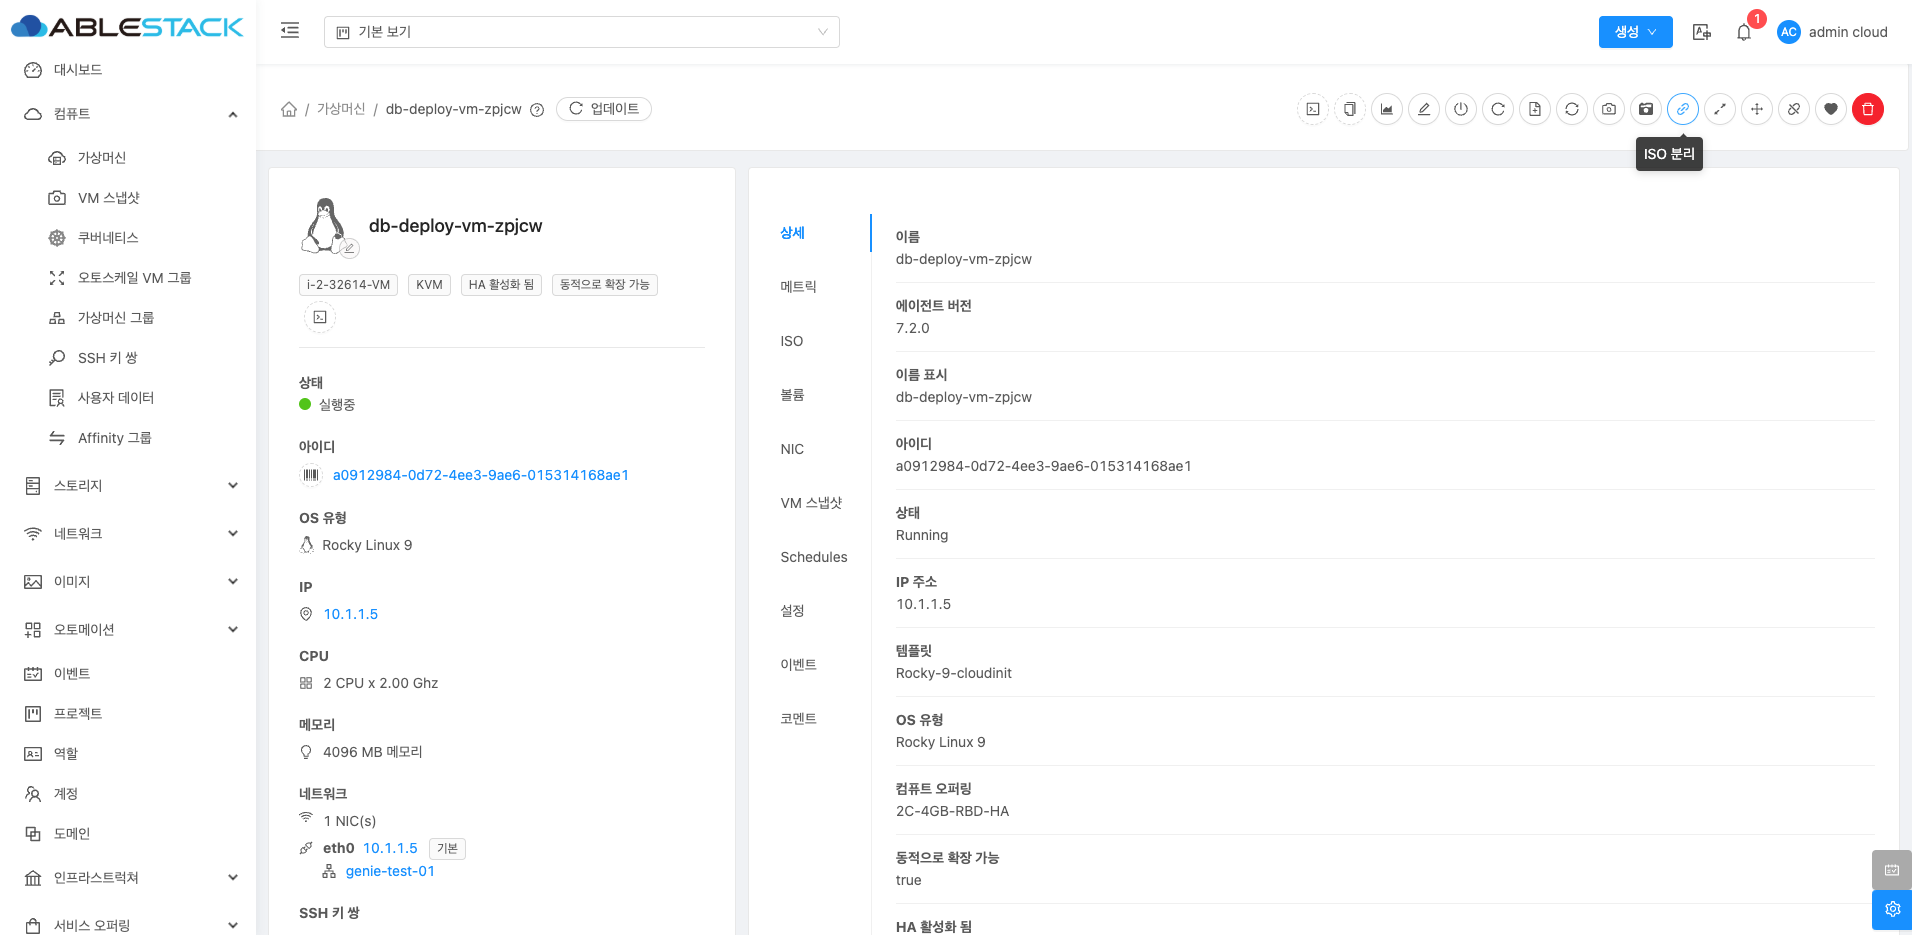 ABLESTACK
기본 보기
생성
1
AC
admin cloud
대시보드
컴퓨트
가상머신
VM 스냅샷
쿠버네티스
오토스케일 VM 그룹
가상머신 그룹
SSH 키 쌍
사용자 데이터
Affinity 그룹
스토리지
네트워크
이미지
오토메이션
이벤트
프로젝트
역할
계정
도메인
인프라스트럭쳐
서비스 오퍼링
/ 가상머신 / db-deploy-vm-zpjcw
업데이트
ISO 분리
db-deploy-vm-zpjcw
i-2-32614-VM
KVM
HA 활성화 됨
동적으로 확장 가능
상태
실행중
아이디
a0912984-0d72-4ee3-9ae6-015314168ae1
OS 유형
Rocky Linux 9
IP
10.1.1.5
CPU
2 CPU x 2.00 Ghz
메모리
4096 MB 메모리
네트워크
1 NIC(s)
eth0 10.1.1.5 기본
genie-test-01
SSH 키 쌍
상세
메트릭
ISO
볼륨
NIC
VM 스냅샷
Schedules
설정
이벤트
코멘트
이름
db-deploy-vm-zpjcw
에이전트 버전
7.2.0
이름 표시
db-deploy-vm-zpjcw
아이디
a0912984-0d72-4ee3-9ae6-015314168ae1
상태
Running
IP 주소
10.1.1.5
템플릿
Rocky-9-cloudinit
OS 유형
Rocky Linux 9
컴퓨트 오퍼링
2C-4GB-RBD-HA
동적으로 확장 가능
true
HA 활성화 됨